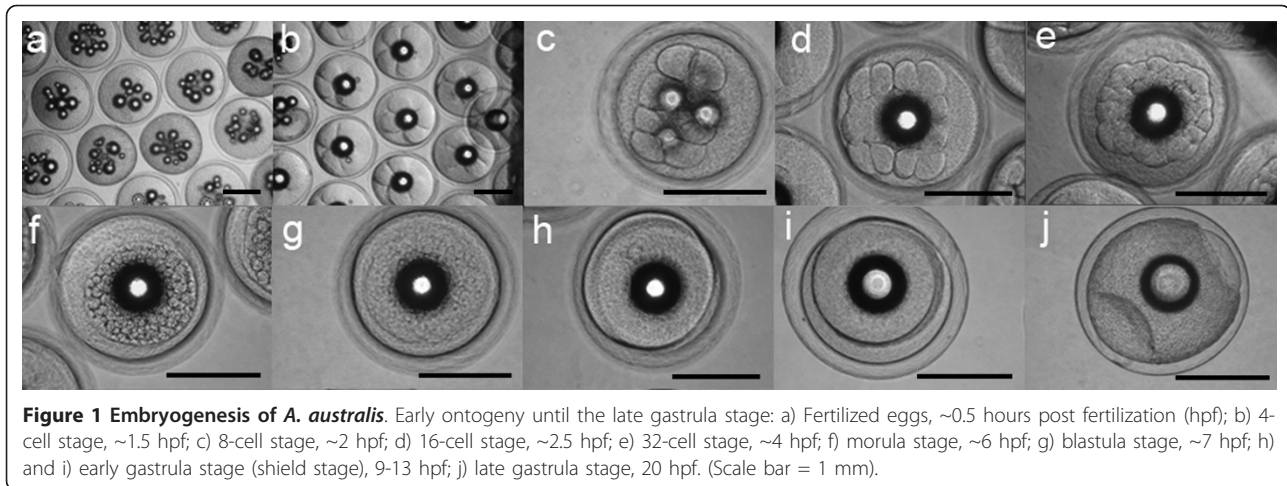 a
b
c
d
e
f
g
h
i
j
Figure 1 Embryogenesis of A. australis. Early ontogeny until the late gastrula stage: a) Fertilized eggs, ~0.5 hours post fertilization (hpf); b) 4-
cell stage, ~1.5 hpf; c) 8-cell stage, ~2 hpf; d) 16-cell stage, ~2.5 hpf; e) 32-cell stage, ~4 hpf; f) morula stage, ~6 hpf; g) blastula stage, ~7 hpf; h)
and i) early gastrula stage (shield stage), 9-13 hpf; j) late gastrula stage, 20 hpf. (Scale bar = 1 mm).